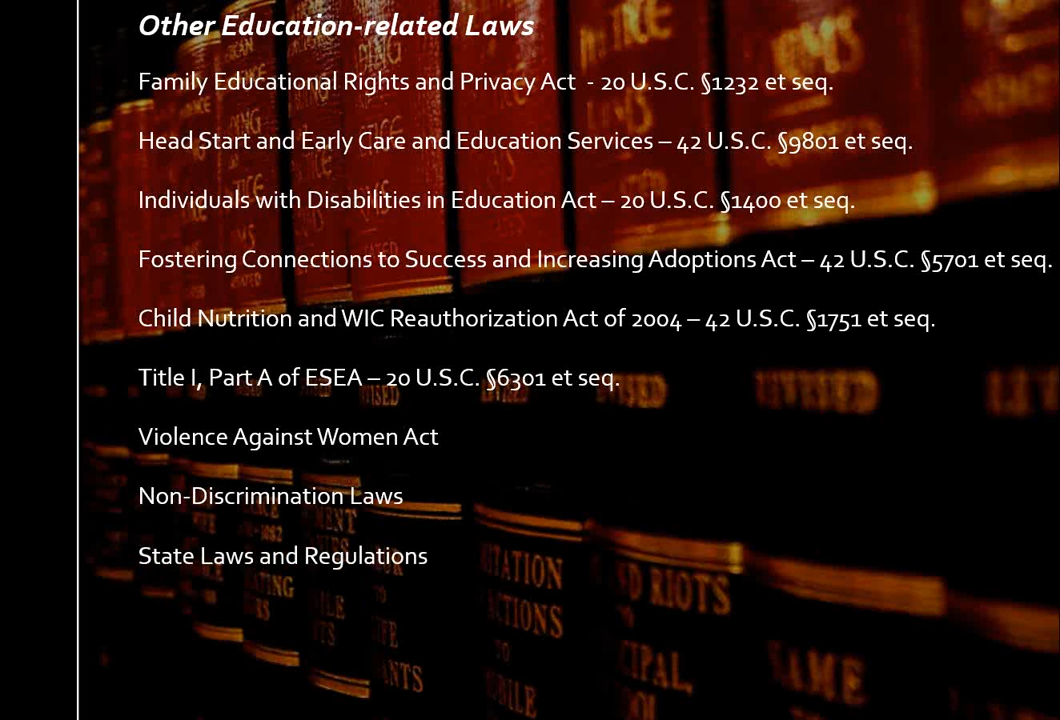 Other Education-related Laws
Family Educational Rights and Privacy Act  - 20 U.S.C. §1232 et seq.
Head Start and Early Care and Education Services – 42 U.S.C. §9801 et seq.
Individuals with Disabilities in Education Act – 20 U.S.C. §1400 et seq.
Fostering Connections to Success and Increasing Adoptions Act – 42 U.S.C. §5701 et seq.
Child Nutrition and WIC Reauthorization Act of 2004 – 42 U.S.C. §1751 et seq.
Title I, Part A of ESEA – 20 U.S.C. §6301 et seq.
Violence Against Women Act
Non-Discrimination Laws
State Laws and Regulations